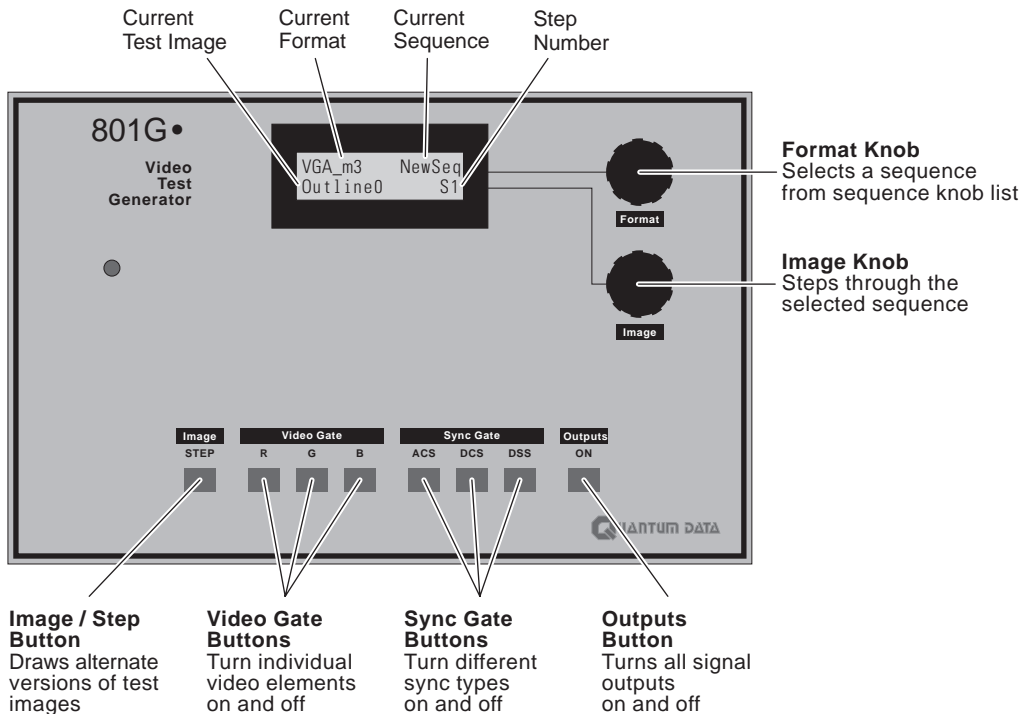 Current
Test Image
Current
Format
Current
Sequence
Step
Number
801G•
Video
Test
Generator
VGA_m3 NewSeq
Outline0 S1
Format
Image
Format Knob
Selects a sequence
from sequence knob list
Image Knob
Steps through the
selected sequence
Image
STEP
Video Gate
R G B
Sync Gate
ACS DCS DSS
Outputs
ON
QUANTUM DATA
Image / Step
Button
Draws alternate
versions of test
images
Video Gate
Buttons
Turn individual
video elements
on and off
Sync Gate
Buttons
Turn different
sync types
on and off
Outputs
Button
Turns all signal
outputs
on and off